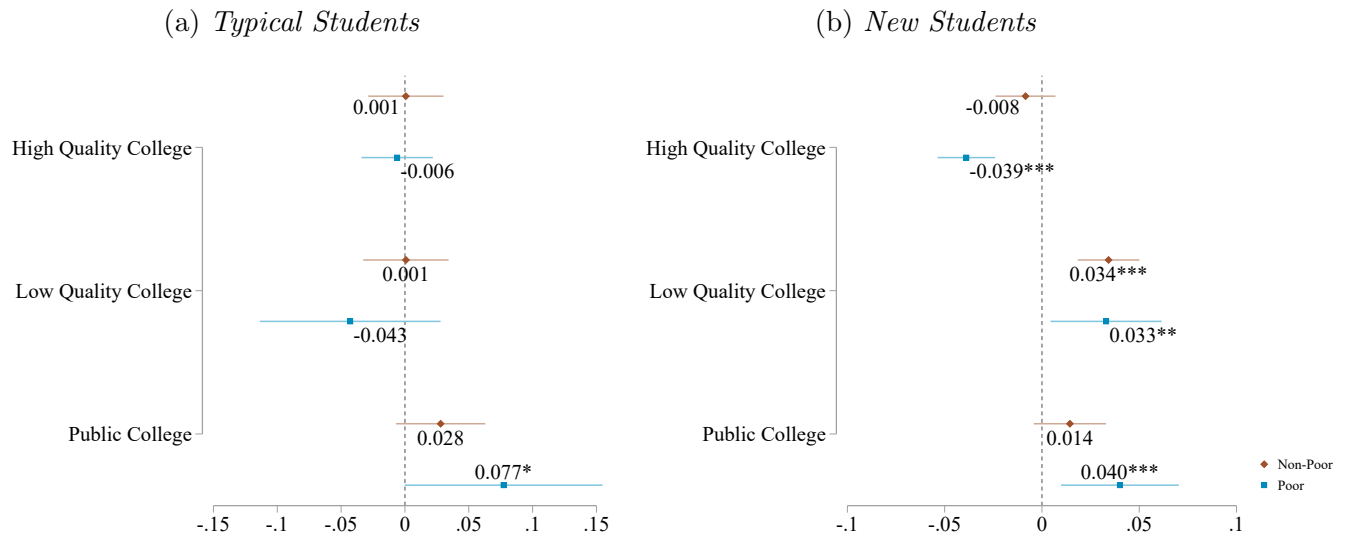 (a) Typical Students
0.001
High Quality College
-0.006
0.001
Low Quality College
-0.043
0.028
Public College
0.077*
-.15 -.1 -.05 0 .05 .1 .15
(b) New Students
-0.008
High Quality College
-0.039***
0.034***
Low Quality College
0.033**
0.014
Public College
0.040***
-.1 -.05 0 .05 .1
Non-Poor
Poor